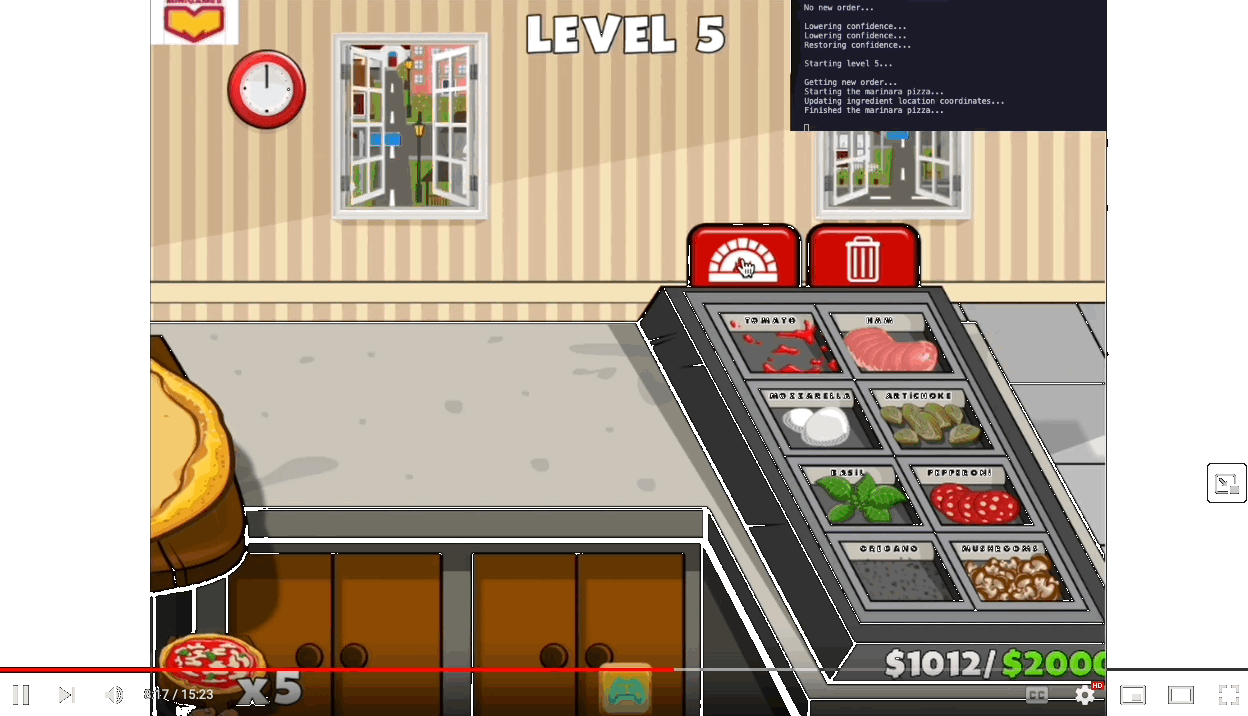 LEVEL 5
No new order...
Lowering confidence...
Lowering confidence...
Restoring confidence...
Starting level 5...
Getting new order...
Starting the marinara pizza...
Updating ingredient location coordinates...
Finished the marinara pizza...
TOMATO
HAM
MOZZARELLA
ARTICHOKE
BASIL
PEPPERONI
OREGANO
MUSHROOMS
$1012/$2000
X5
/ 15:23
CC
HD